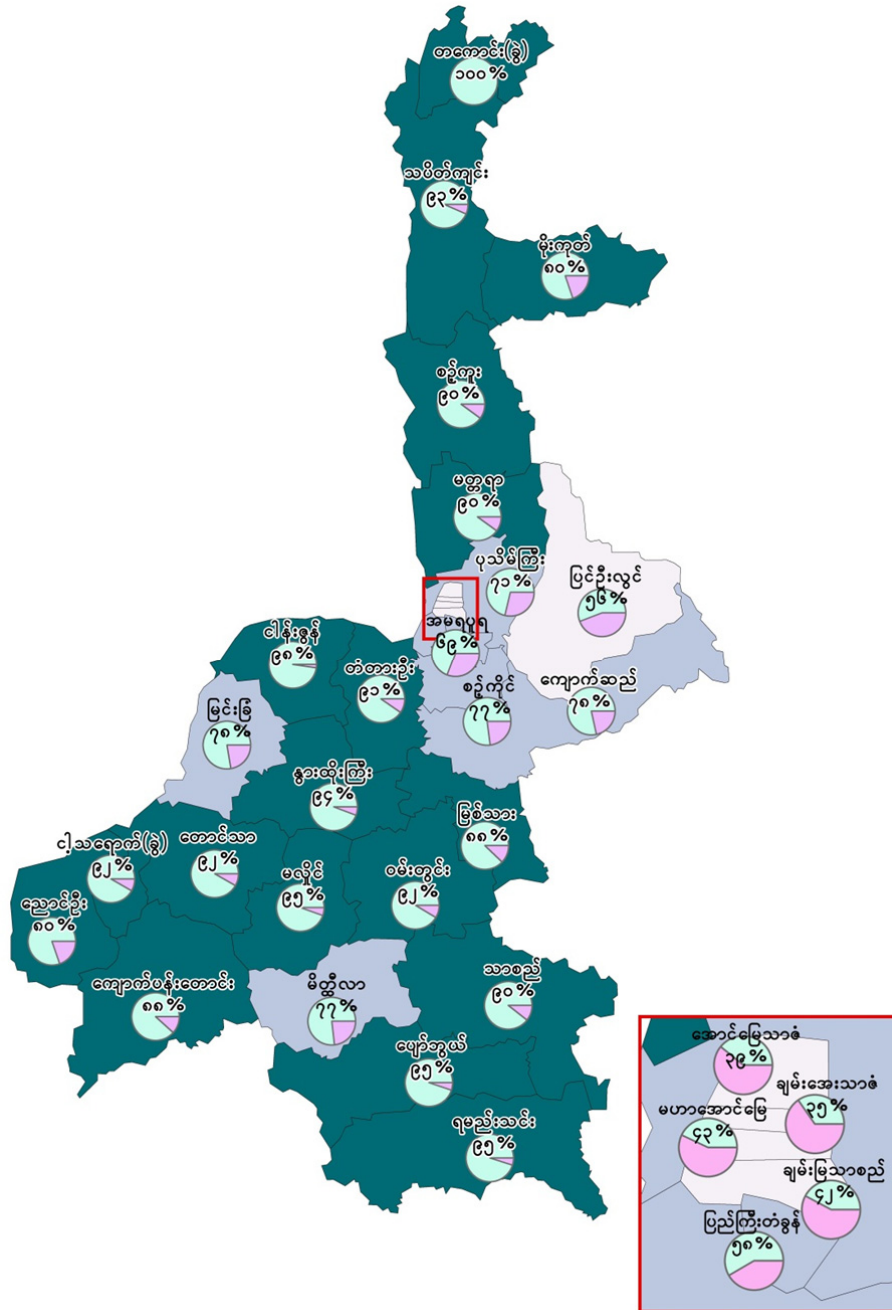 တကောင်း(ခွဲ)
၁၀၀%
သပိတ်ကျင်း
၉၃%
မိုးကုတ်
၈၀%
စဉ့်ကူး
၉၀%
မတ္တရာ
၉၀%
ပုသိမ်ကြီး
၇၁%
ပြင်ဦးလွင်
၅၆%
အမရပူရ
၆၉%
ငါန်းဇွန်
၉၈%
တံတားဦး
၉၁%
စဉ့်ကိုင်
၇၇%
ကျောက်ဆည်
၇၈%
မြင်းခြံ
၇၈%
နွားထိုးကြီး
၉၄%
မြစ်သား
၈၈%
ငါ့သရောက်(ခွဲ)
၉၂%
တောင်သာ
၉၂%
မလှိုင်
၉၅%
ဝမ်းတွင်း
၉၂%
ညောင်ဦး
၈၀%
ကျောက်ပန်းတောင်း
၈၈%
မိတ္ထီလာ
၇၇%
သာစည်
၉၀%
ပျော်ဘွယ်
၉၅%
ရမည်းသင်း
၉၅%
အောင်မြေသာဇံ
၃၉%
ချမ်းအေးသာဇံ
၃၅%
မဟာအောင်မြေ
၄၃%
ချမ်းမြသာစည်
၄၂%
ပြည်ကြီးတံခွန်
၅၈%